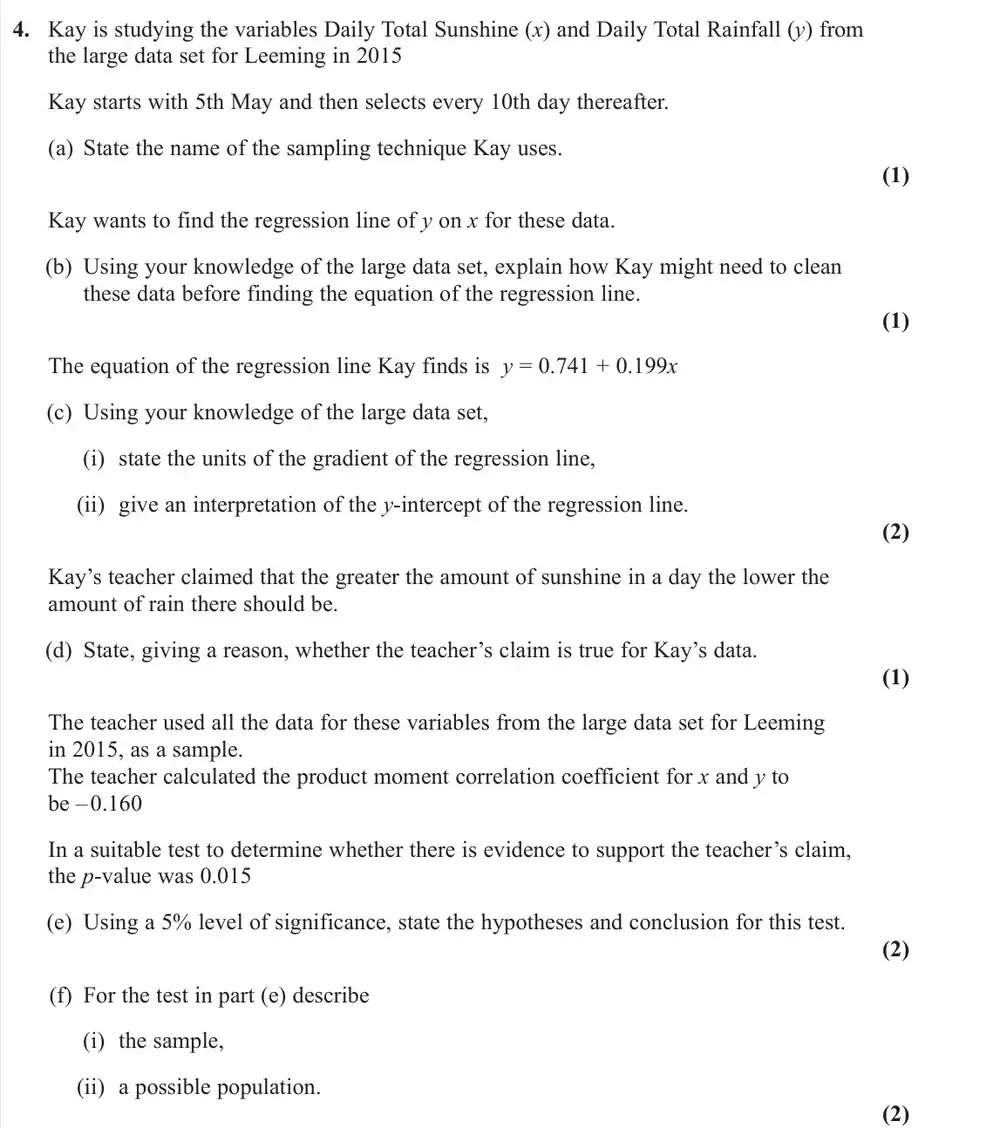 4. Kay is studying the variables Daily Total Sunshine (x) and Daily Total Rainfall (y) from
the large data set for Leeming in 2015
Kay starts with 5th May and then selects every 10th day thereafter.
(a) State the name of the sampling technique Kay uses.
(1)
Kay wants to find the regression line of y on x for these data.
(b) Using your knowledge of the large data set, explain how Kay might need to clean
these data before finding the equation of the regression line.
(1)
The equation of the regression line Kay finds is y = 0.741 + 0.199x
(c) Using your knowledge of the large data set,
(i) state the units of the gradient of the regression line,
(ii) give an interpretation of the y-intercept of the regression line.
(2)
Kay’s teacher claimed that the greater the amount of sunshine in a day the lower the
amount of rain there should be.
(d) State, giving a reason, whether the teacher’s claim is true for Kay’s data.
(1)
The teacher used all the data for these variables from the large data set for Leeming
in 2015, as a sample.
The teacher calculated the product moment correlation coefficient for x and y to
be –0.160
In a suitable test to determine whether there is evidence to support the teacher’s claim,
the p-value was 0.015
(e) Using a 5% level of significance, state the hypotheses and conclusion for this test.
(2)
(f) For the test in part (e) describe
(i) the sample,
(ii) a possible population.
(2)